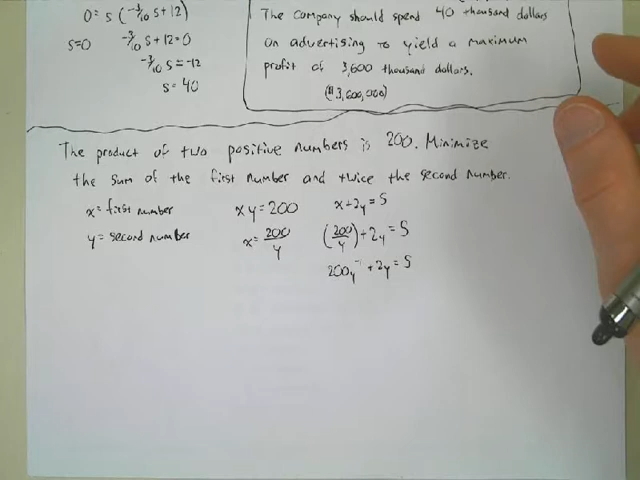 0 = s (-3/10 s + 12)
s=0 -3/10 s + 12 = 0
-3/10 s = -12
s = 40
The company should spend 40 thousand dollars
on advertising to yield a maximum
profit of 3,600 thousand dollars.
($3,600,000)
The product of two positive numbers is 200. Minimize
the sum of the first number and twice the second number.
x = first number xy = 200 x + 2y = S
y = second number x = 200/y (200/y) + 2y = S
200y⁻¹ + 2y = S